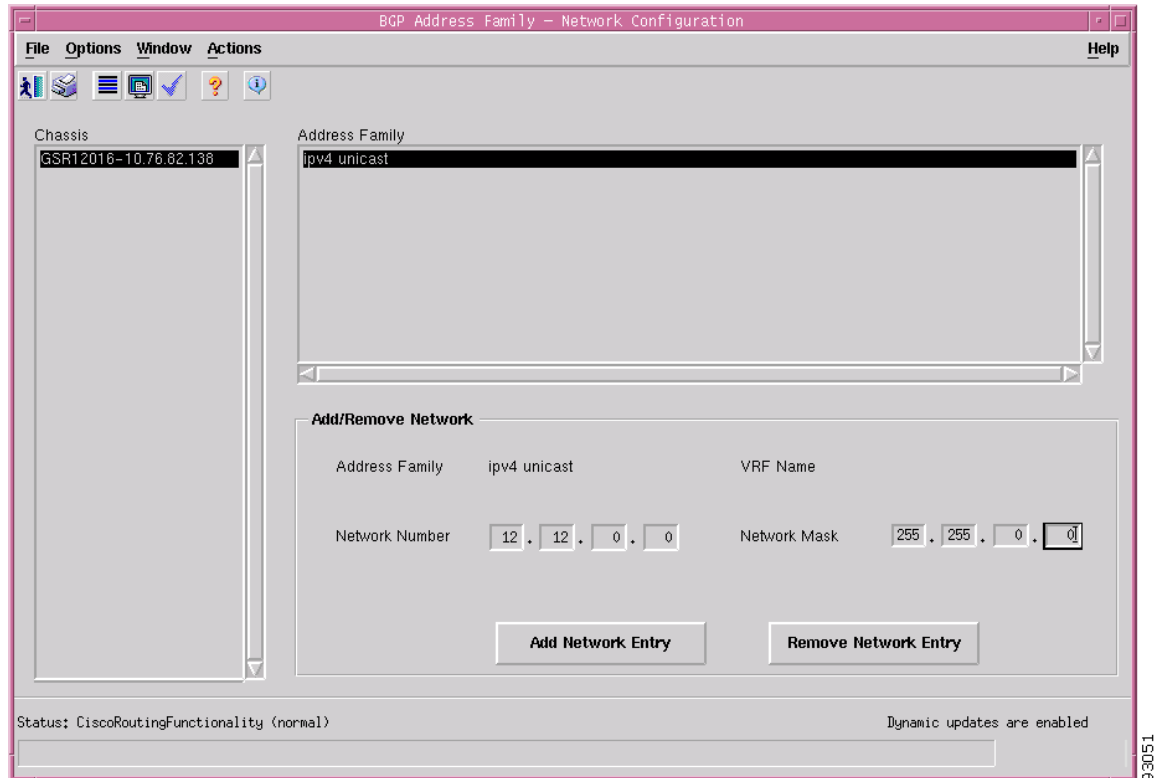 BGP Address Family – Network Configuration
File Options Window Actions Help
Chassis
GSR12016-10.76.82.138
Address Family
ipv4 unicast
Add/Remove Network
Address Family ipv4 unicast VRF Name
Network Number 12 . 12 . 0 . 0 Network Mask 255 . 255 . 0 . 0
Add Network Entry Remove Network Entry
Status: CiscoRoutingFunctionality (normal) Dynamic updates are enabled
93051